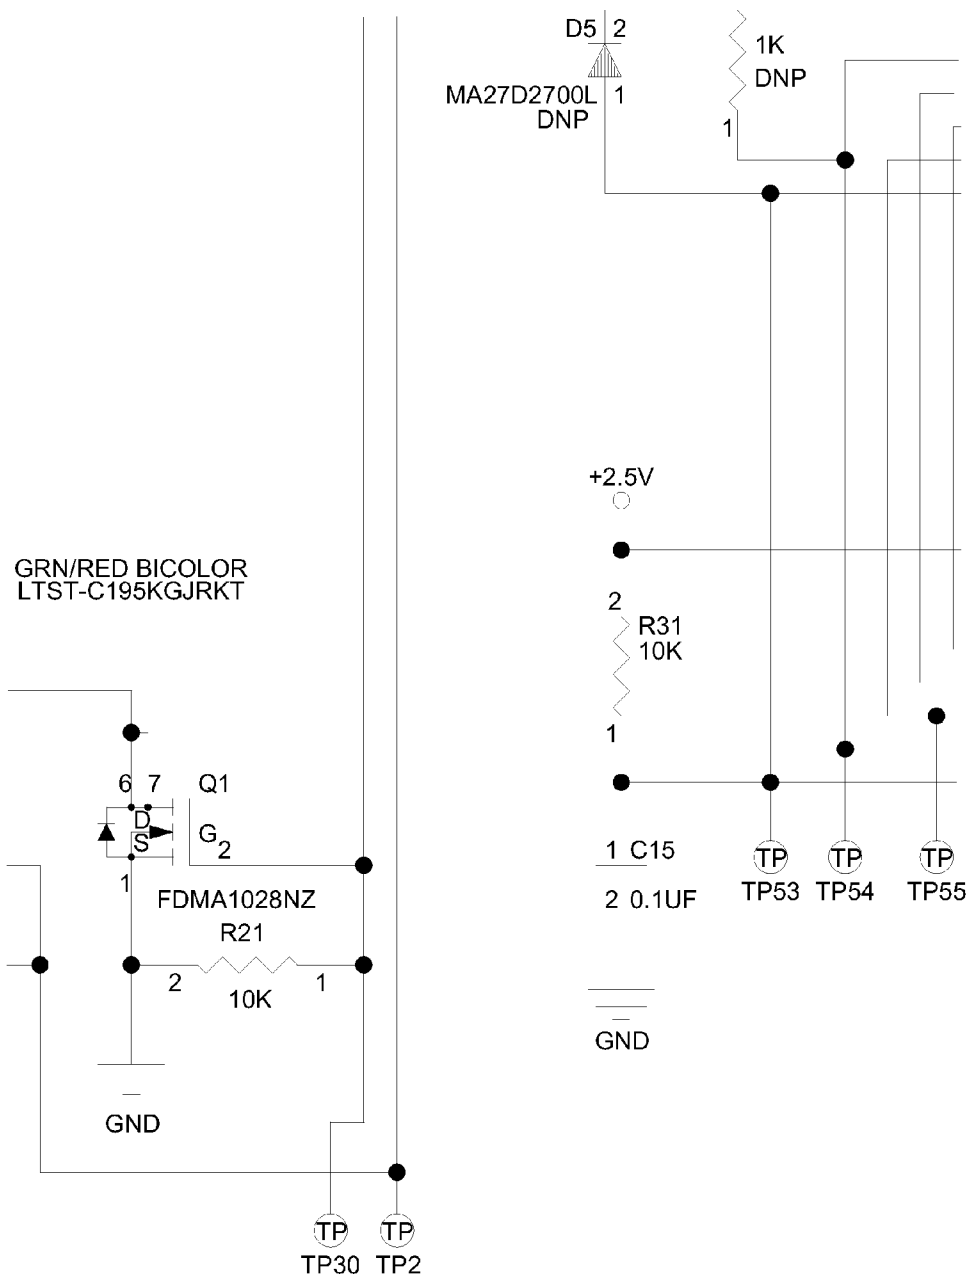 D5 2
1K
DNP
MA27D2700L 1
DNP
1
+2.5V
GRN/RED BICOLOR
LTST-C195KGJRKT
2
R31
10K
1
6 7 Q1
D
G
S
2
1
1 C15
TP TP TP
FDMA1028NZ
2 0.1UF
TP53 TP54 TP55
R21
2 1
10K
GND
GND
TP TP
TP30 TP2